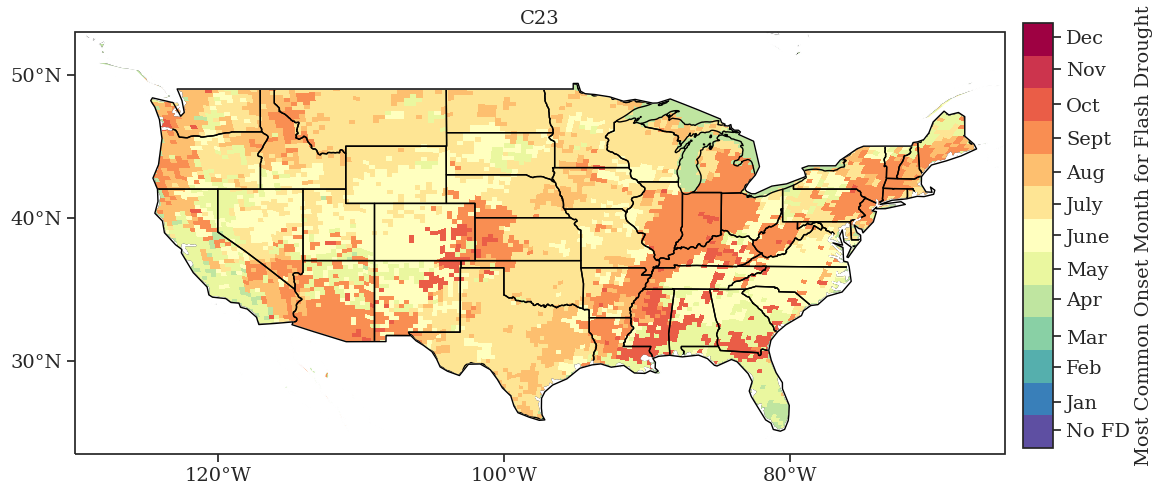 C23
50°N
40°N
30°N
120°W
100°W
80°W
Dec
Nov
Oct
Sept
Aug
July
June
May
Apr
Mar
Feb
Jan
No FD
Most Common Onset Month for Flash Drought